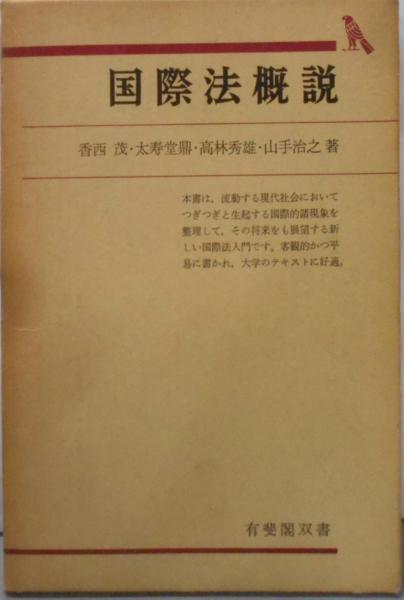 国際法概説
香西 茂・太寿堂鼎・高林秀雄・山手治之 著
本書は、流動する現代社会において
つぎつぎと生起する国際的諸現象を
整理して、その将来をも展望する新
しい国際法入門です。客観的かつ平
易に書かれ、大学のテキストに好適。
有斐閣双書